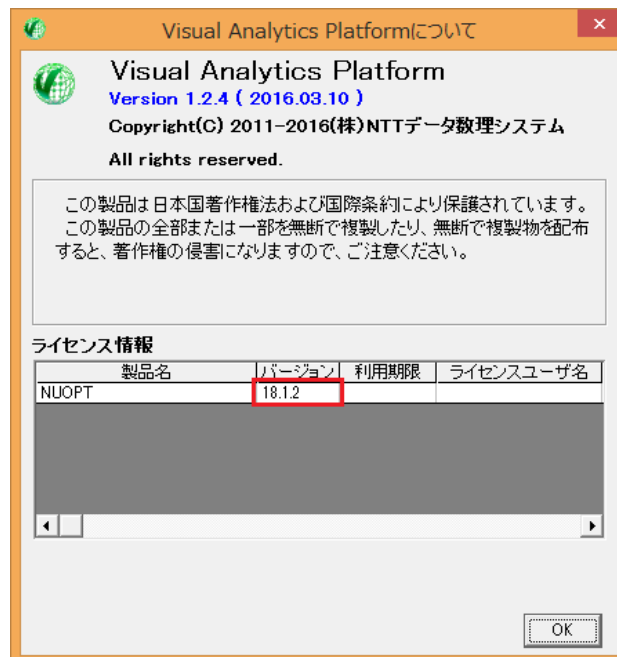 Visual Analytics Platformについて
Visual Analytics Platform
Version 1.2.4 ( 2016.03.10 )
Copyright(C) 2011-2016(株)NTTデータ数理システム
All rights reserved.
この製品は日本国著作権法および国際条約により保護されています。
この製品の全部または一部を無断で複製したり、無断で複製物を配布
すると、著作権の侵害になりますので、ご注意ください。
ライセンス情報
製品名 バージョン 利用期限 ライセンスユーザ名
NUOPT 18.1.2
OK